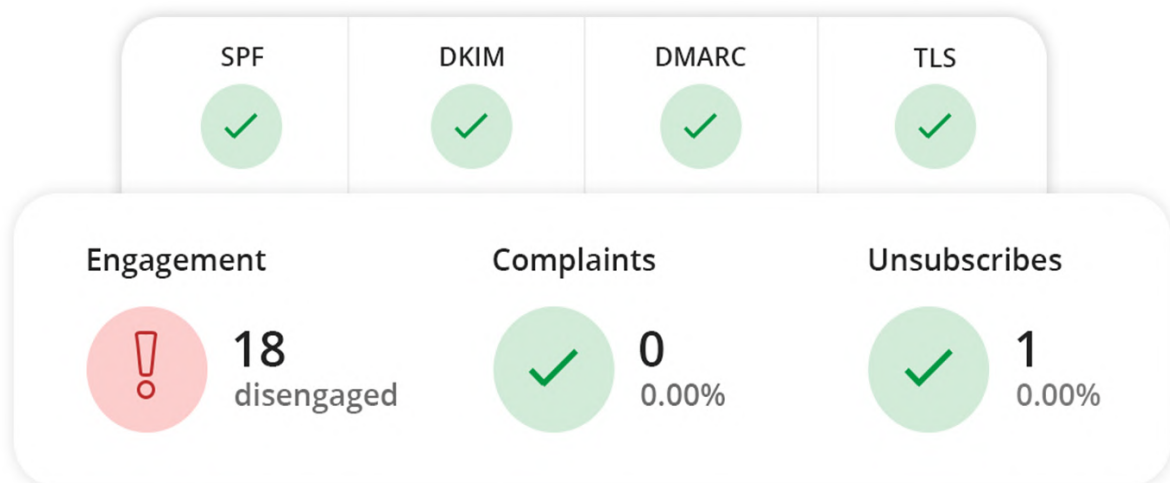 SPF
DKIM
DMARC
TLS
Engagement
Complaints
Unsubscribes
18
disengaged
0
0.00%
1
0.00%